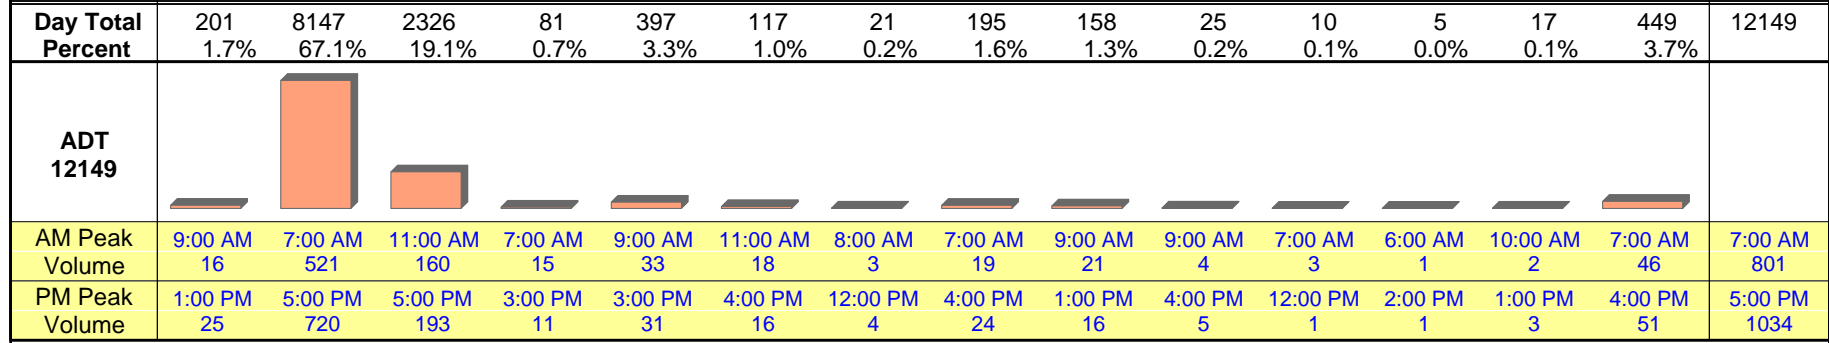 Day Total 201 8147 2326 81 397 117 21 195 158 25 10 5 17 449 12149
Percent 1.7% 67.1% 19.1% 0.7% 3.3% 1.0% 0.2% 1.6% 1.3% 0.2% 0.1% 0.0% 0.1% 3.7%
ADT
12149
AM Peak 9:00 AM 7:00 AM 11:00 AM 7:00 AM 9:00 AM 11:00 AM 8:00 AM 7:00 AM 9:00 AM 9:00 AM 7:00 AM 6:00 AM 10:00 AM 7:00 AM 7:00 AM
Volume 16 521 160 15 33 18 3 19 21 4 3 1 2 46 801
PM Peak 1:00 PM 5:00 PM 5:00 PM 3:00 PM 3:00 PM 4:00 PM 12:00 PM 4:00 PM 1:00 PM 4:00 PM 12:00 PM 2:00 PM 1:00 PM 4:00 PM 5:00 PM
Volume 25 720 193 11 31 16 4 24 16 5 1 1 3 51 1034